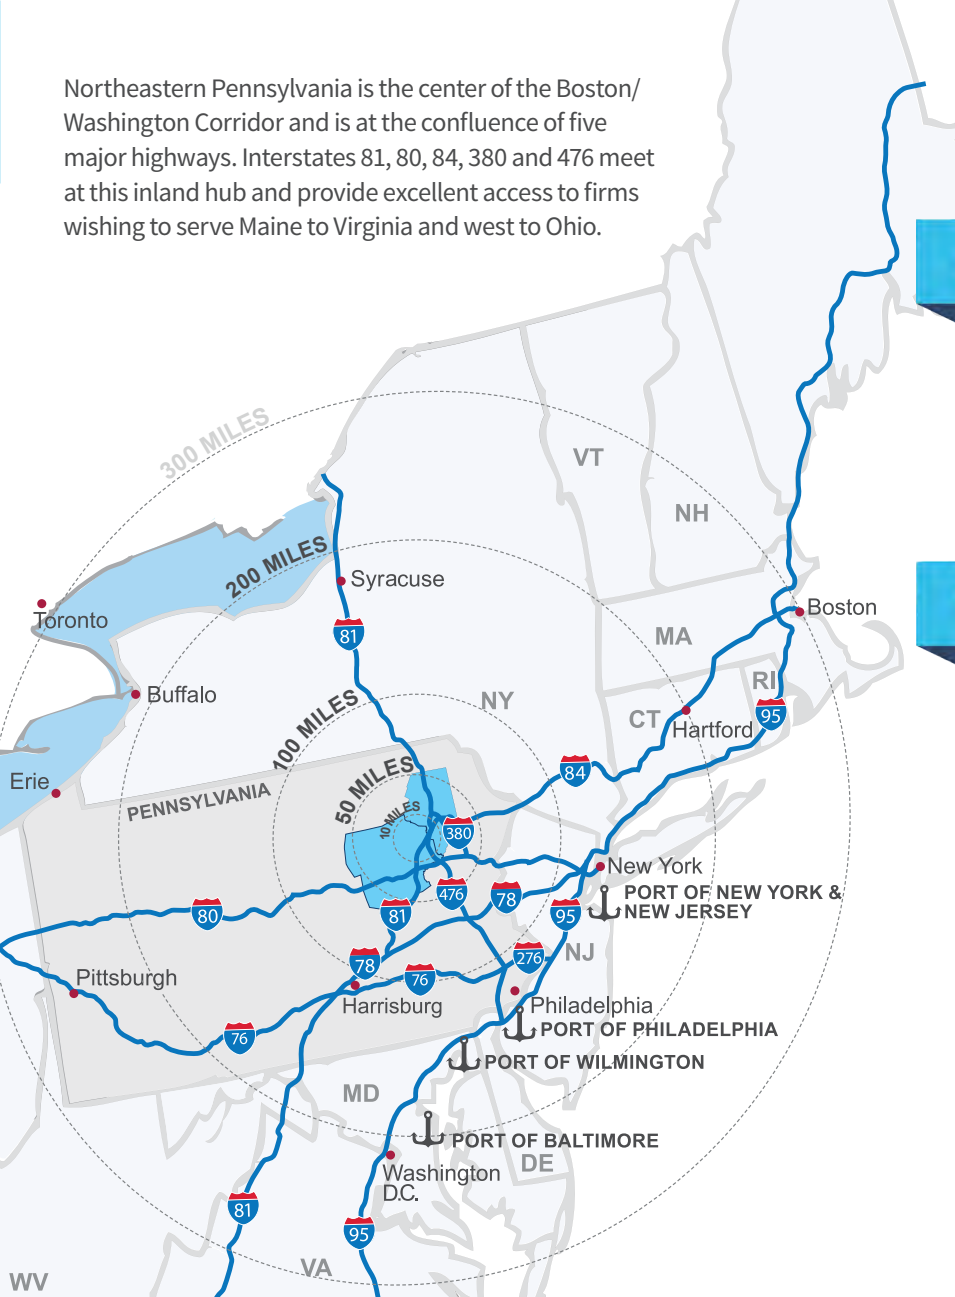 Northeastern Pennsylvania is the center of the Boston/
Washington Corridor and is at the confluence of five
major highways. Interstates 81, 80, 84, 380 and 476 meet
at this inland hub and provide excellent access to firms
wishing to serve Maine to Virginia and west to Ohio.
300 MILES
VT
NH
200 MILES
Syracuse
Toronto
Boston
81
MA
Buffalo
NY
RI
100 MILES
CT
Hartford
95
50 MILES
84
Erie
PENNSYLVANIA
10 MILES
380
New York
476
78
PORT OF NEW YORK &
NEW JERSEY
80
81
95
NJ
276
78
76
Pittsburgh
Harrisburg
Philadelphia
PORT OF PHILADELPHIA
76
PORT OF WILMINGTON
MD
PORT OF BALTIMORE
DE
Washington
D.C.
81
95
VA
WV